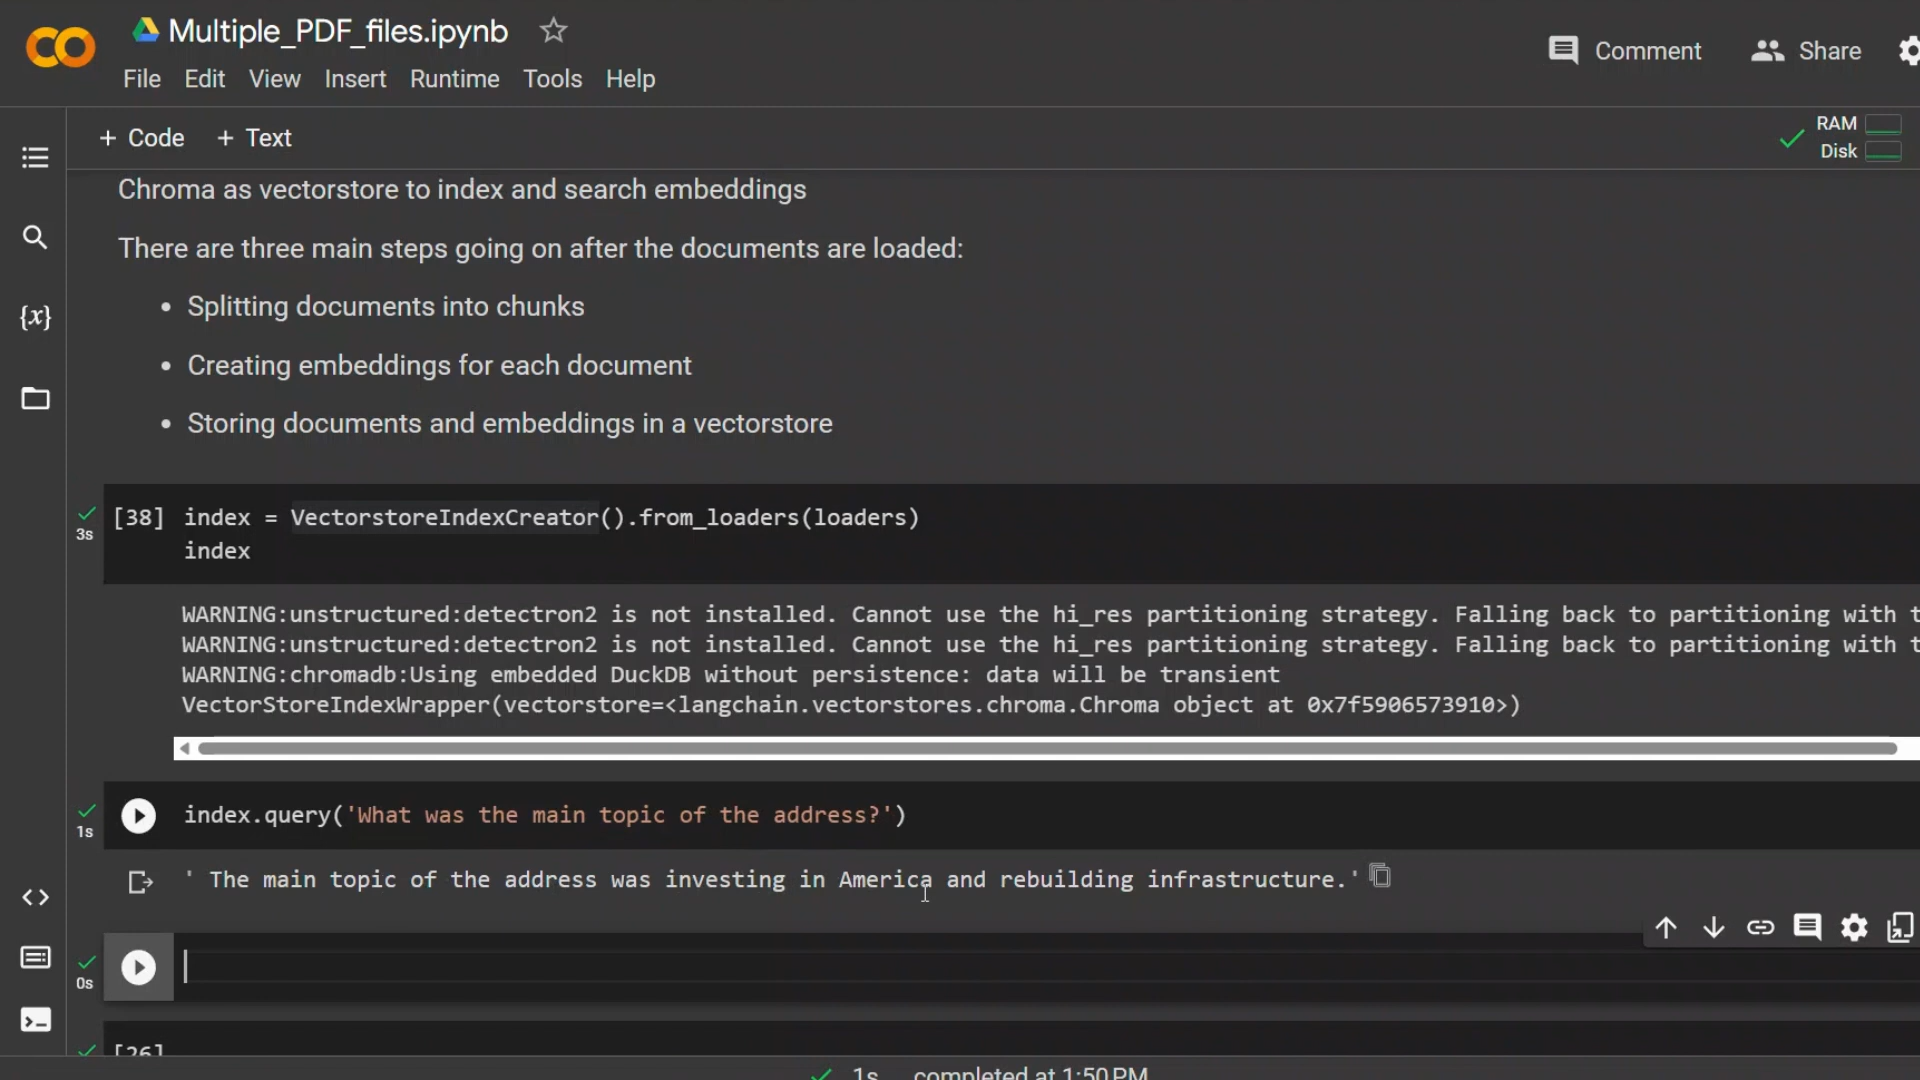 Multiple_PDF_files.ipynb
Comment
Share
File Edit View Insert Runtime Tools Help
+ Code + Text
RAM
Disk
Chroma as vectorstore to index and search embeddings
There are three main steps going on after the documents are loaded:
• Splitting documents into chunks
• Creating embeddings for each document
• Storing documents and embeddings in a vectorstore
3s
[38] index = VectorstoreIndexCreator().from_loaders(loaders)
index
WARNING:unstructured:detectron2 is not installed. Cannot use the hi_res partitioning strategy. Falling back to partitioning with t
WARNING:unstructured:detectron2 is not installed. Cannot use the hi_res partitioning strategy. Falling back to partitioning with t
WARNING:chromadb:Using embedded DuckDB without persistence: data will be transient
VectorStoreIndexWrapper(vectorstore=<langchain.vectorstores.chroma.Chroma object at 0x7f5906573910>)
1s
index.query('What was the main topic of the address?')
' The main topic of the address was investing in America and rebuilding infrastructure.'
0s
[26]
1s completed at 1:50 PM